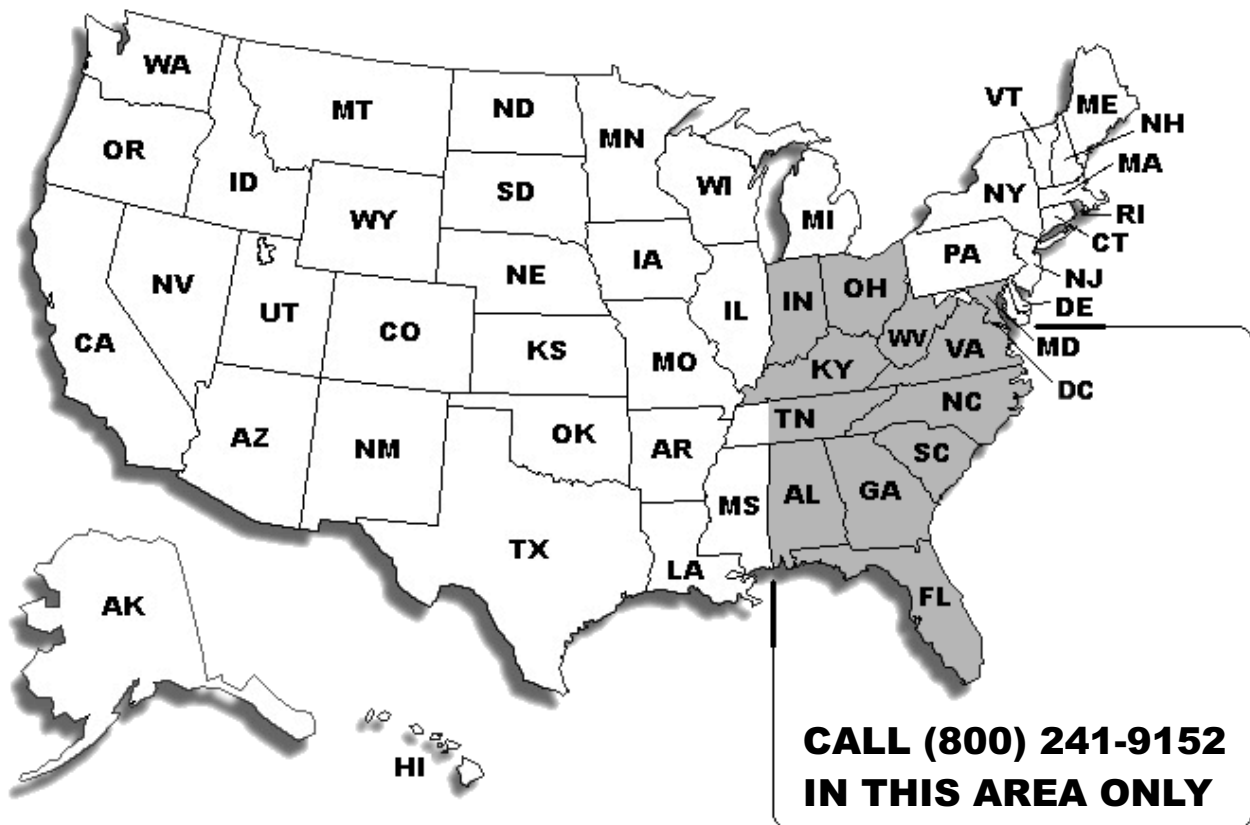 WA
MT
ND
MN
VT
ME
NH
OR
ID
SD
WI
MA
NY
WY
MI
RI
CT
IA
PA
NE
NV
NJ
UT
IN
OH
DE
CO
IL
CA
KS
WV
VA
MD
MO
KY
DC
NC
TN
AZ
OK
NM
AR
SC
GA
AL
MS
TX
LA
FL
AK
HI
CALL (800) 241-9152
IN THIS AREA ONLY